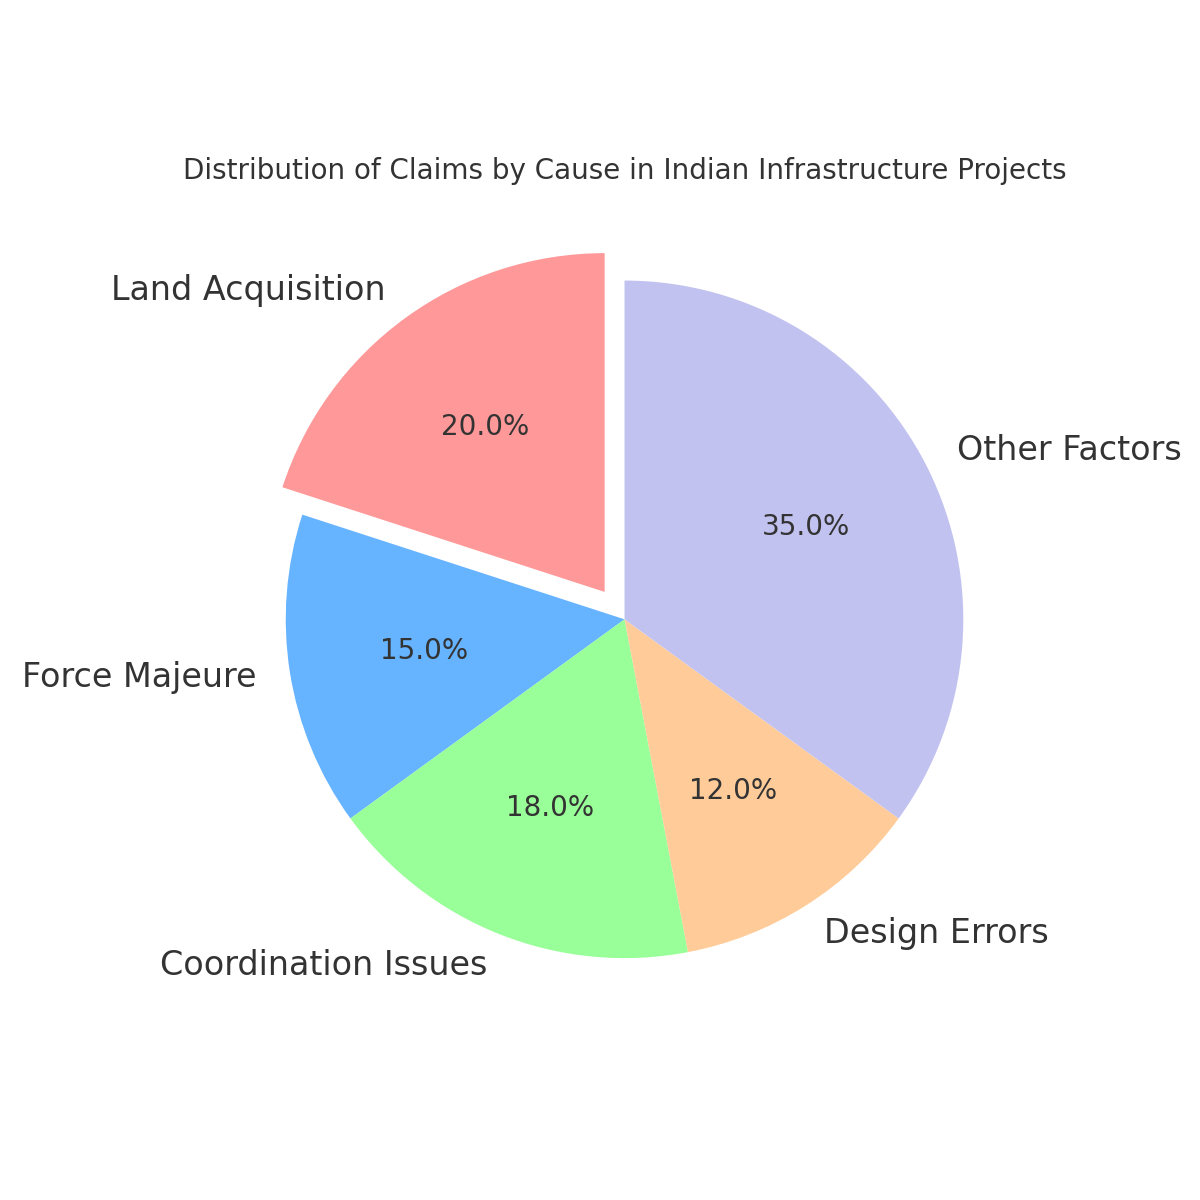 Distribution of Claims by Cause in Indian Infrastructure Projects
Land Acquisition
20.0%
Other Factors
35.0%
Force Majeure
15.0%
Coordination Issues
18.0%
Design Errors
12.0%